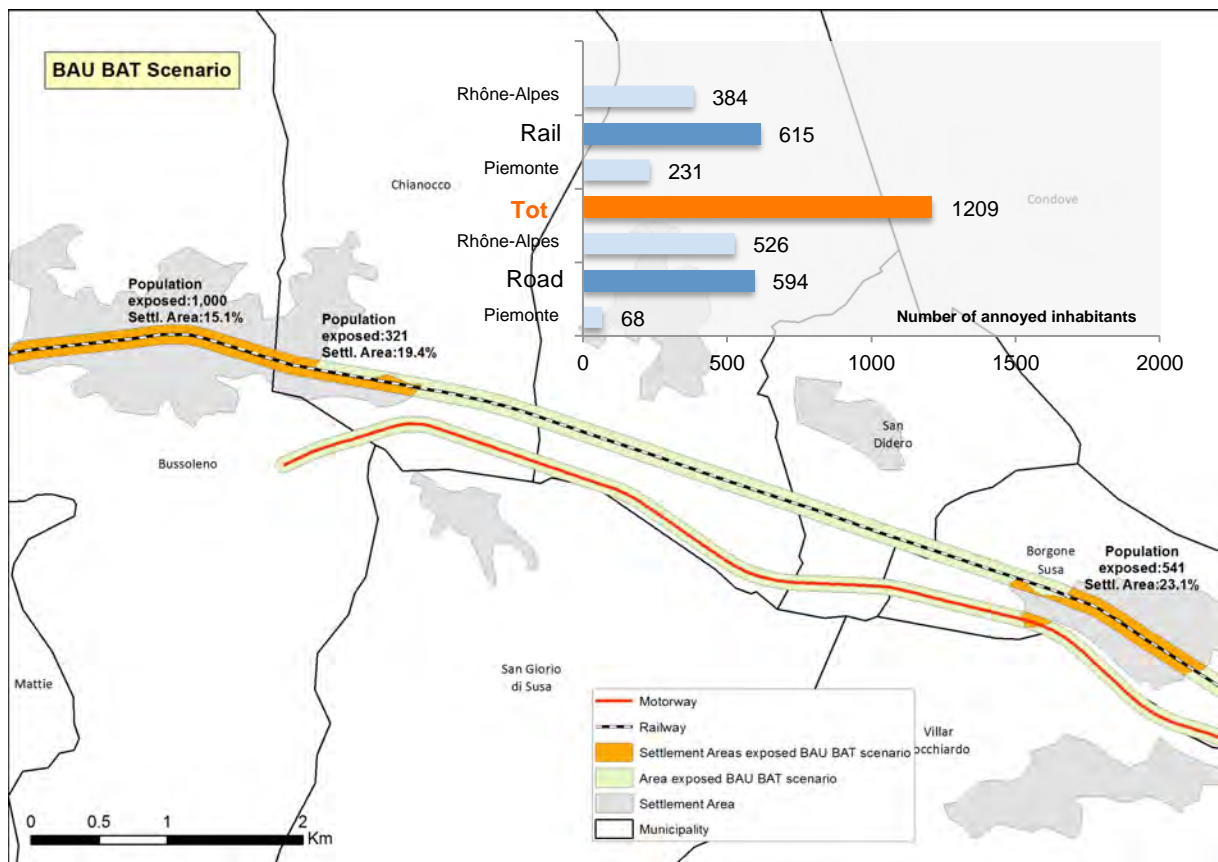 BAU BAT Scenario
Rhône-Alpes 384
Rail 615
Piemonte 231
Tot 1209
Rhône-Alpes 526
Road 594
Piemonte 68
Number of annoyed inhabitants
0 500 1000 1500 2000
Chianocco
Condove
Population
exposed:1,000
Settl. Area:15.1%
Population
exposed:321
Settl. Area:19.4%
San
Didero
Bussoleno
Borgone
Susa
Population
exposed:541
Settl. Area:23.1%
Mattie
San Giorio
di Susa
Villar
occhiardo
Motorway
Railway
Settlement Areas exposed BAU BAT scenario
Area exposed BAU BAT scenario
Settlement Area
Municipality
0 0.5 1 2
Km